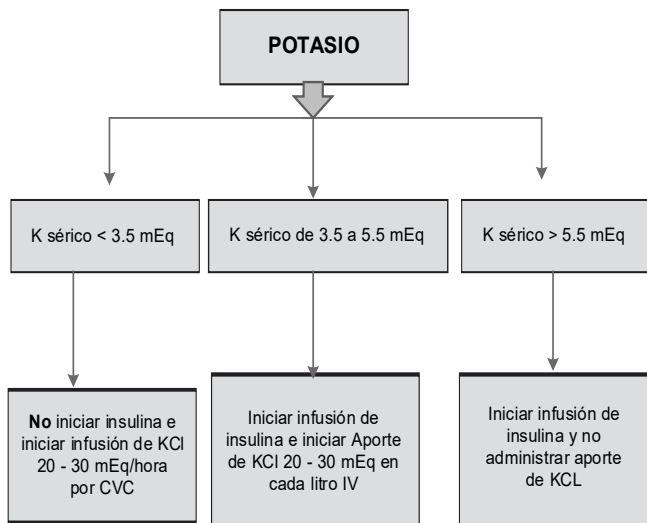 POTASIO
K sérico < 3.5 mEq
K sérico de 3.5 a 5.5 mEq
K sérico > 5.5 mEq
No iniciar insulina e
iniciar infusión de KCl
20 - 30 mEq/hora
por CVC
Iniciar infusión de
insulina e iniciar Aporte
de KCl 20 - 30 mEq en
cada litro IV
Iniciar infusión de
insulina y no
administrar aporte
de KCL